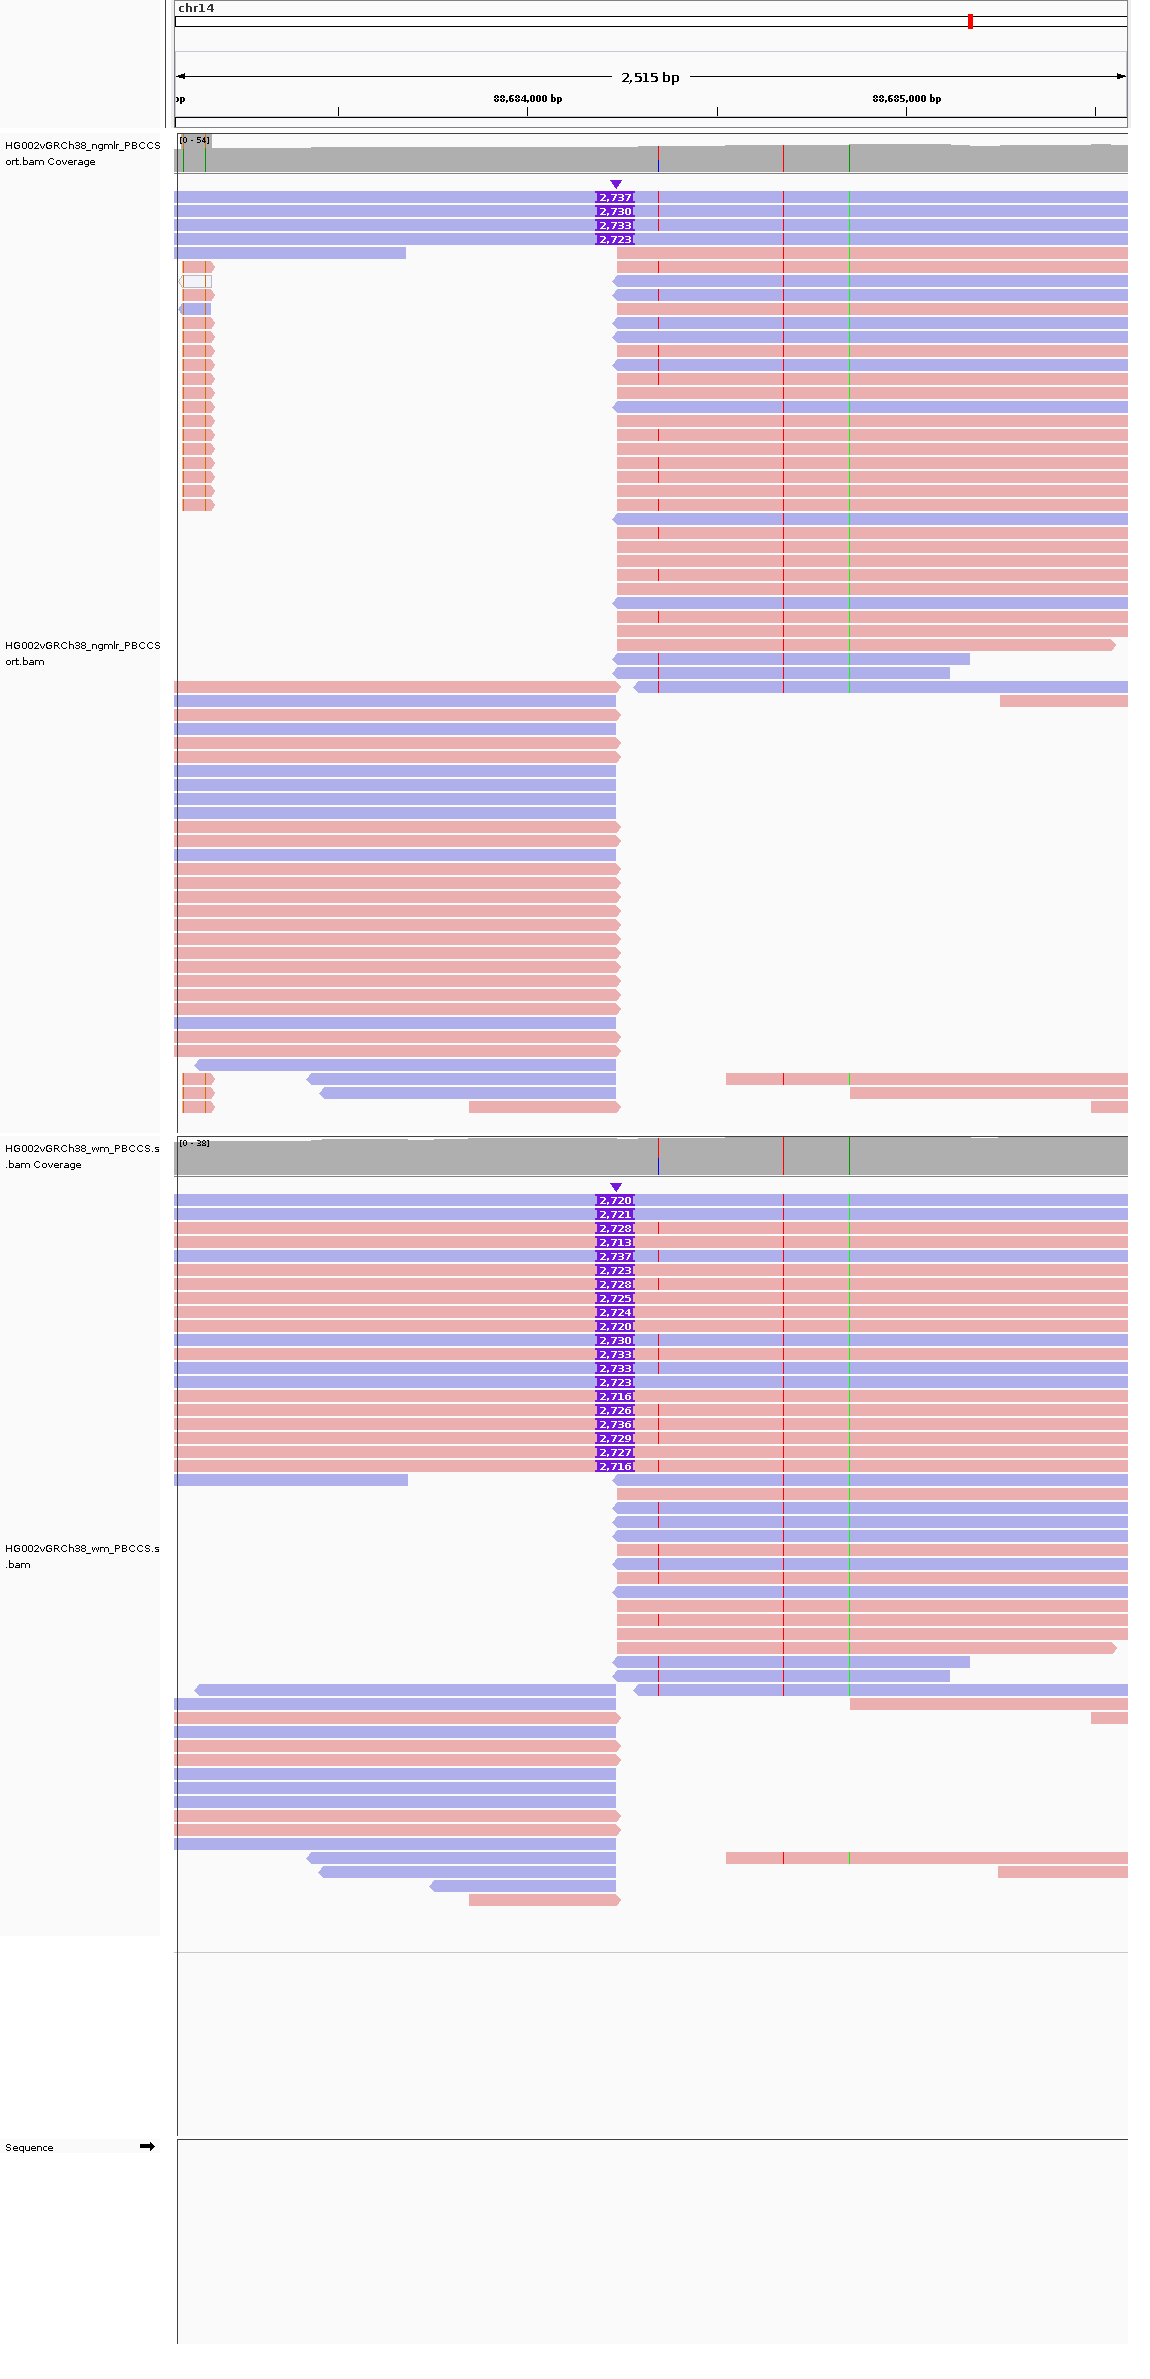 chr14
2,515 bp
bp 88,684,000 bp 88,685,000 bp
HG002vGRCh38_ngmlr_PBCCS
ort.bam Coverage
[0 - 54]
2,737
2,730
2,733
2,723
HG002vGRCh38_ngmlr_PBCCS
ort.bam
HG002vGRCh38_wm_PBCCS.s
.bam Coverage
[0 - 38]
2,720
2,721
2,728
2,713
2,737
2,723
2,728
2,725
2,724
2,720
2,730
2,733
2,733
2,723
2,716
2,726
2,736
2,729
2,727
2,716
HG002vGRCh38_wm_PBCCS.s
.bam
Sequence